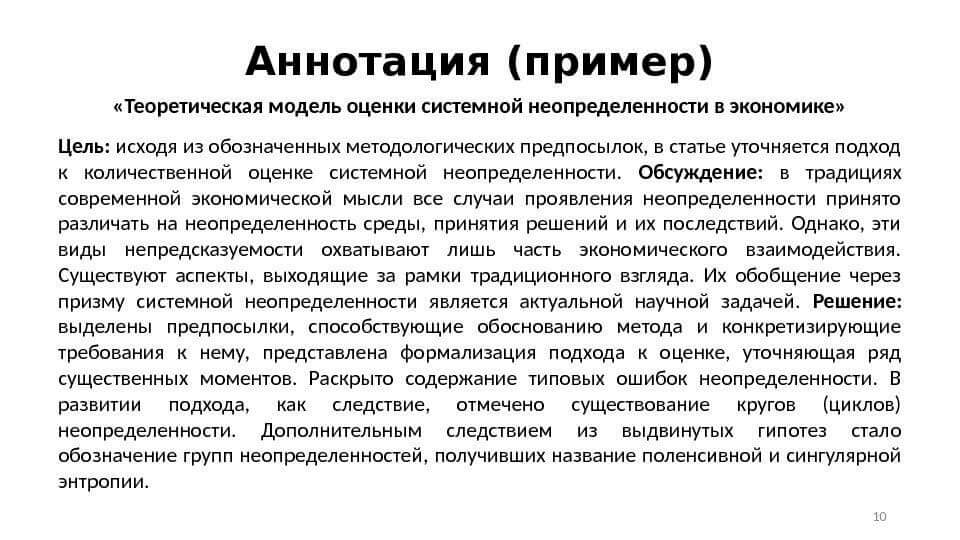 Аннотация (пример)
«Теоретическая модель оценки системной неопределенности в экономике»
Цель: исходя из обозначенных методологических предпосылок, в статье уточняется подход
к количественной оценке системной неопределенности. Обсуждение: в традициях
современной экономической мысли все случаи проявления неопределенности принято
различать на неопределенность среды, принятия решений и их последствий. Однако, эти
виды непредсказуемости охватывают лишь часть экономического взаимодействия.
Существуют аспекты, выходящие за рамки традиционного взгляда. Их обобщение через
призму системной неопределенности является актуальной научной задачей. Решение:
выделены предпосылки, способствующие обоснованию метода и конкретизирующие
требования к нему, представлена формализация подхода к оценке, уточняющая ряд
существенных моментов. Раскрыто содержание типовых ошибок неопределенности. В
развитии подхода, как следствие, отмечено существование кругов (циклов)
неопределенности. Дополнительным следствием из выдвинутых гипотез стало
обозначение групп неопределенностей, получивших название поленсивной и сингулярной
энтропии.
10